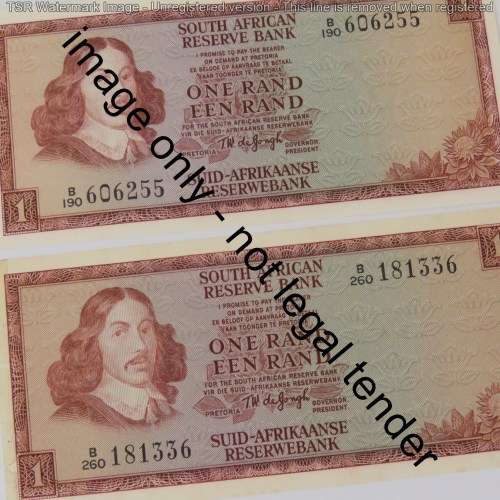 TSR Watermark Image - Unregistered version - This line is removed when registered
SOUTH AFRICAN
RESERVE BANK
B/190 606255
I PROMISE TO PAY THE BEARER
ON DEMAND AT PRETORIA
EK BELOOF OP AANVRAAG TE BETAAL
AAN TOONDER TE PRETORIA
ONE RAND
EEN RAND
FOR THE SOUTH AFRICAN RESERVE BANK
VIR DIE SUID-AFRIKAANSE RESERWEBANK
PRETORIA TW de Jongh GOVERNOR
PRESIDENT
B/190 606255
SUID-AFRIKAANSE
RESERWEBANK
1
image only - not legal tender
SOUTH AFRICAN
RESERVE BANK
B/260 181336
I PROMISE TO PAY THE BEARER
ON DEMAND AT PRETORIA
EK BELOOF OP AANVRAAG TE BETAAL
AAN TOONDER TE PRETORIA
ONE RAND
EEN RAND
FOR THE SOUTH AFRICAN RESERVE BANK
VIR DIE SUID-AFRIKAANSE RESERWEBANK
PRETORIA TW de Jongh GOVERNOR
PRESIDENT
B/260 181336
SUID-AFRIKAANSE
RESERWEBANK
1